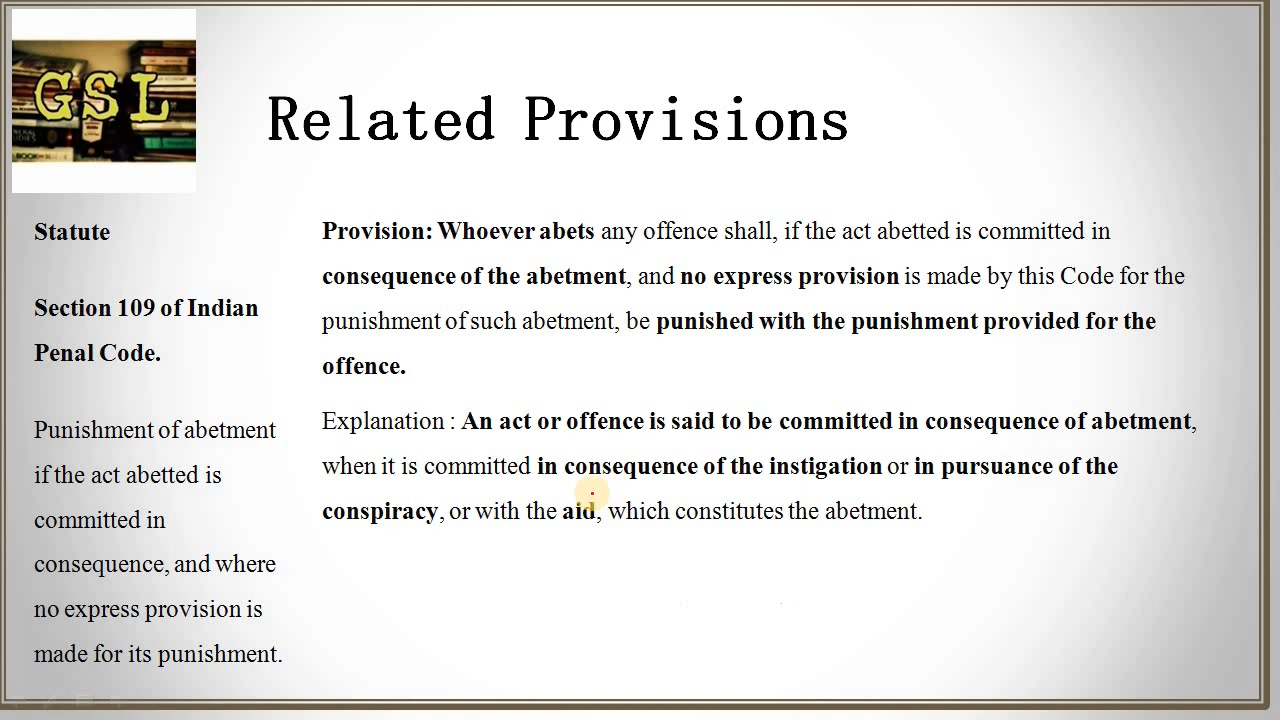 GSL
Related Provisions
Statute
Section 109 of Indian
Penal Code.
Punishment of abetment
if the act abetted is
committed in
consequence, and where
no express provision is
made for its punishment.
Provision: Whoever abets any offence shall, if the act abetted is committed in
consequence of the abetment, and no express provision is made by this Code for the
punishment of such abetment, be punished with the punishment provided for the
offence.
Explanation : An act or offence is said to be committed in consequence of abetment,
when it is committed in consequence of the instigation or in pursuance of the
conspiracy, or with the aid, which constitutes the abetment.